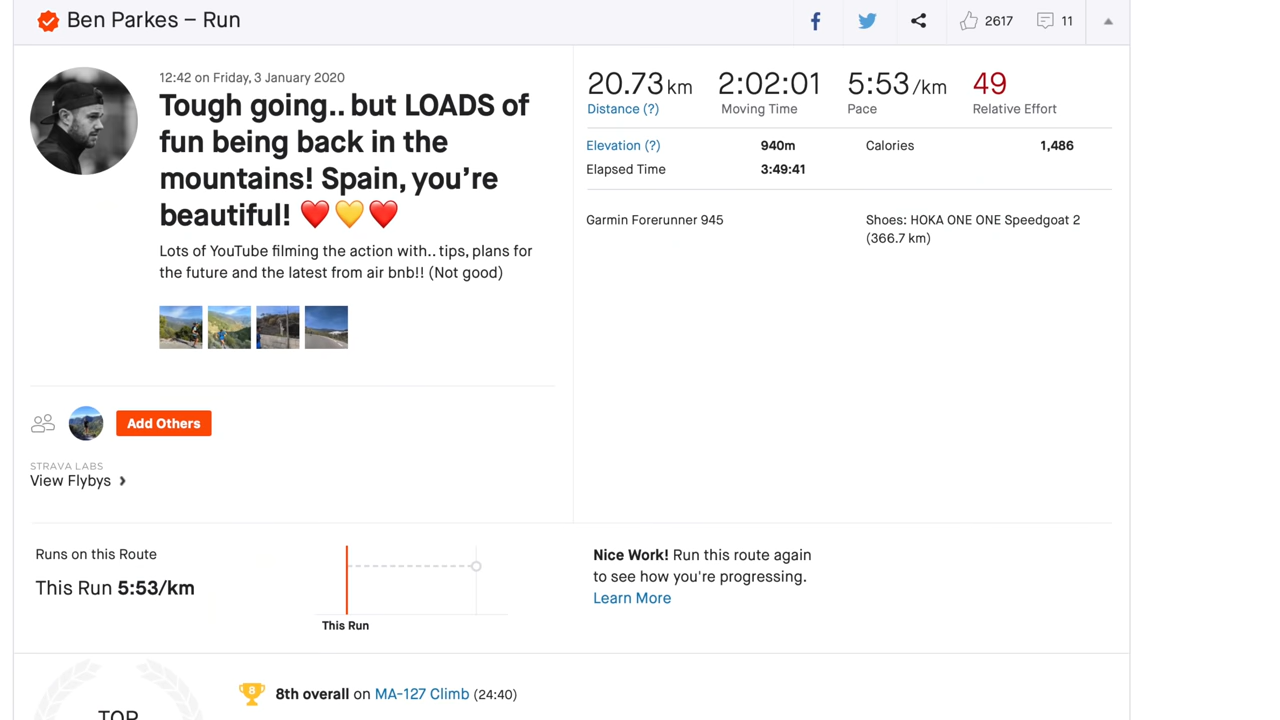 Ben Parkes – Run
2617
11
12:42 on Friday, 3 January 2020
Tough going.. but LOADS of
fun being back in the
mountains! Spain, you’re
beautiful! ❤️💛❤️
Lots of YouTube filming the action with.. tips, plans for
the future and the latest from air bnb!! (Not good)
Add Others
STRAVA LABS
View Flybys
20.73 km
Distance (?)
2:02:01
Moving Time
5:53 /km
Pace
49
Relative Effort
Elevation (?) 940m
Calories 1,486
Elapsed Time 3:49:41
Garmin Forerunner 945
Shoes: HOKA ONE ONE Speedgoat 2
(366.7 km)
Runs on this Route
This Run 5:53/km
This Run
Nice Work! Run this route again
to see how you're progressing.
Learn More
TOP
8
8th overall on MA-127 Climb (24:40)